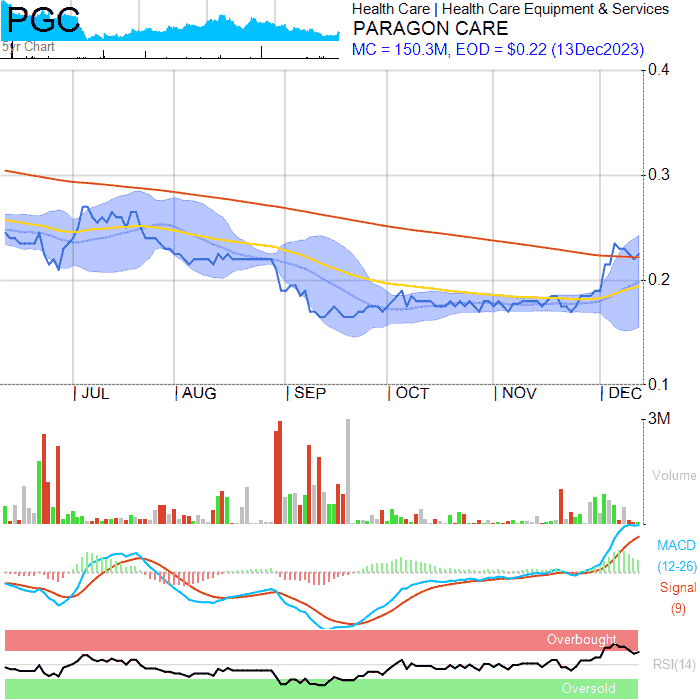 PGC
5yr Chart
Health Care | Health Care Equipment & Services
PARAGON CARE
MC = 150.3M, EOD = $0.22 (13Dec2023)
0.4
0.3
0.2
0.1
| JUL | AUG | SEP | OCT | NOV | DEC
3M
Volume
MACD
(12-26)
Signal
(9)
Overbought
RSI(14)
Oversold